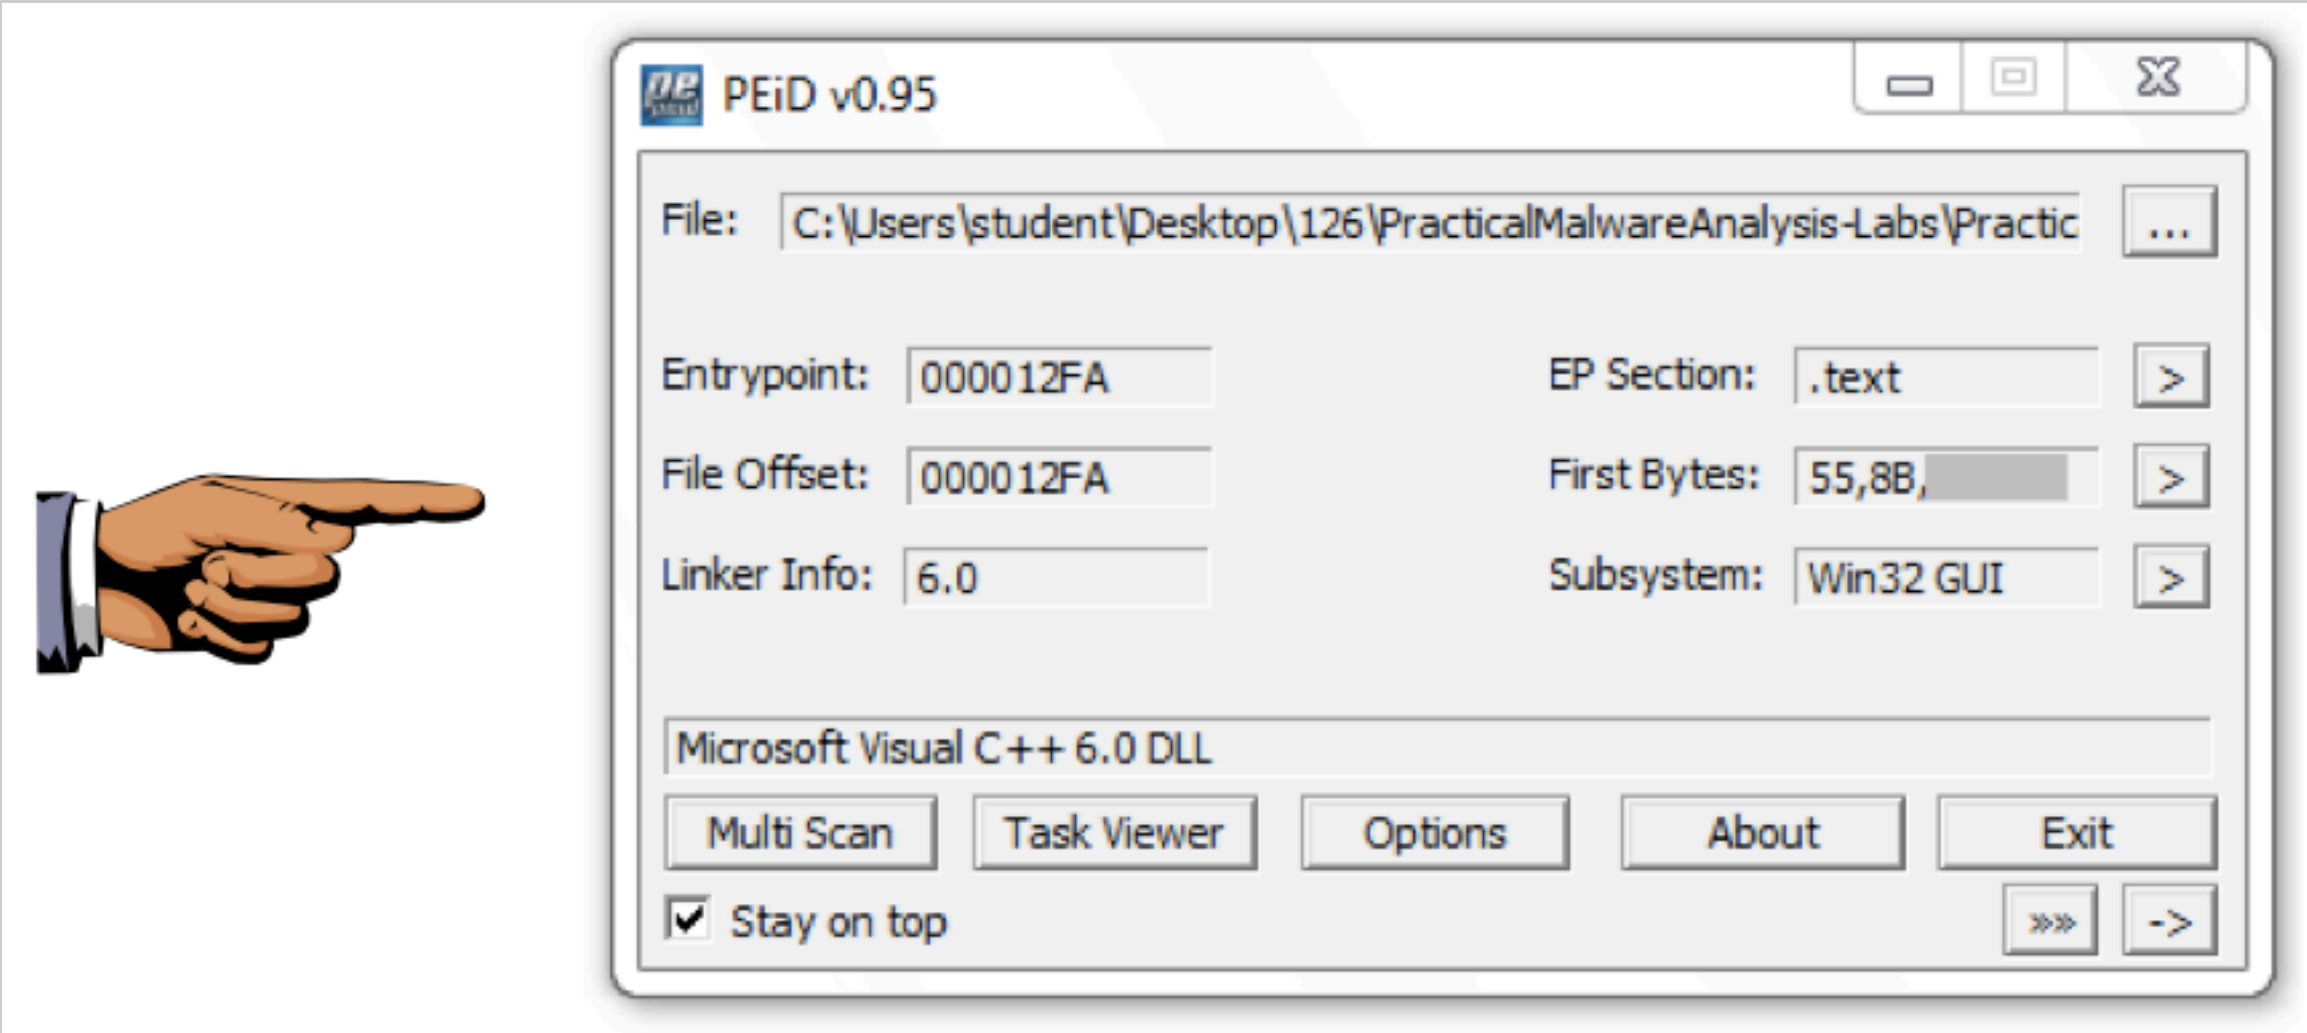 PEiD v0.95
File: C:\Users\student\Desktop\126\PracticalMalwareAnalysis-Labs\Practic ...
Entrypoint: 000012FA EP Section: .text >
File Offset: 000012FA First Bytes: 55,8B, >
Linker Info: 6.0 Subsystem: Win32 GUI >
Microsoft Visual C++ 6.0 DLL
Multi Scan Task Viewer Options About Exit
Stay on top »» ->